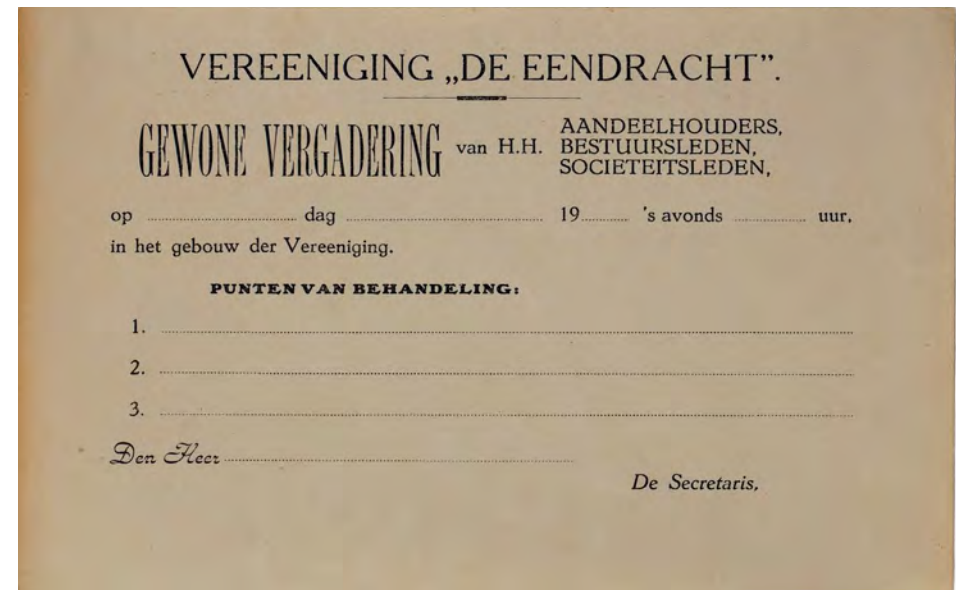 VEREENIGING „DE EENDRACHT”.
GEWONE VERGADERING van H.H. AANDEELHOUDERS,
BESTUURSLEDEN,
SOCIETEITSLEDEN,
op ........ dag ........ 19........ 's avonds ........ uur,
in het gebouw der Vereeniging.
PUNTEN VAN BEHANDELING:
1. ........
2. ........
3. ........
Den Heer ........
De Secretaris,